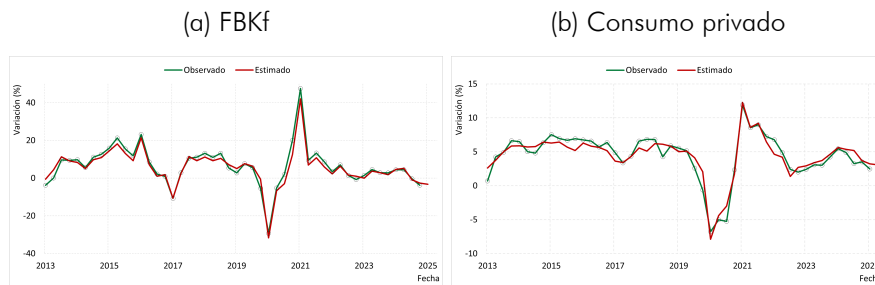 (a) FBKf
(b) Consumo privado
Observado
Estimado
Variación (%)
40
20
0
-20
-40
2013
2015
2017
2019
2021
2023
2025
Fecha
Observado
Estimado
Variación (%)
15
10
5
0
-5
-10
2013
2015
2017
2019
2021
2023
Fecha